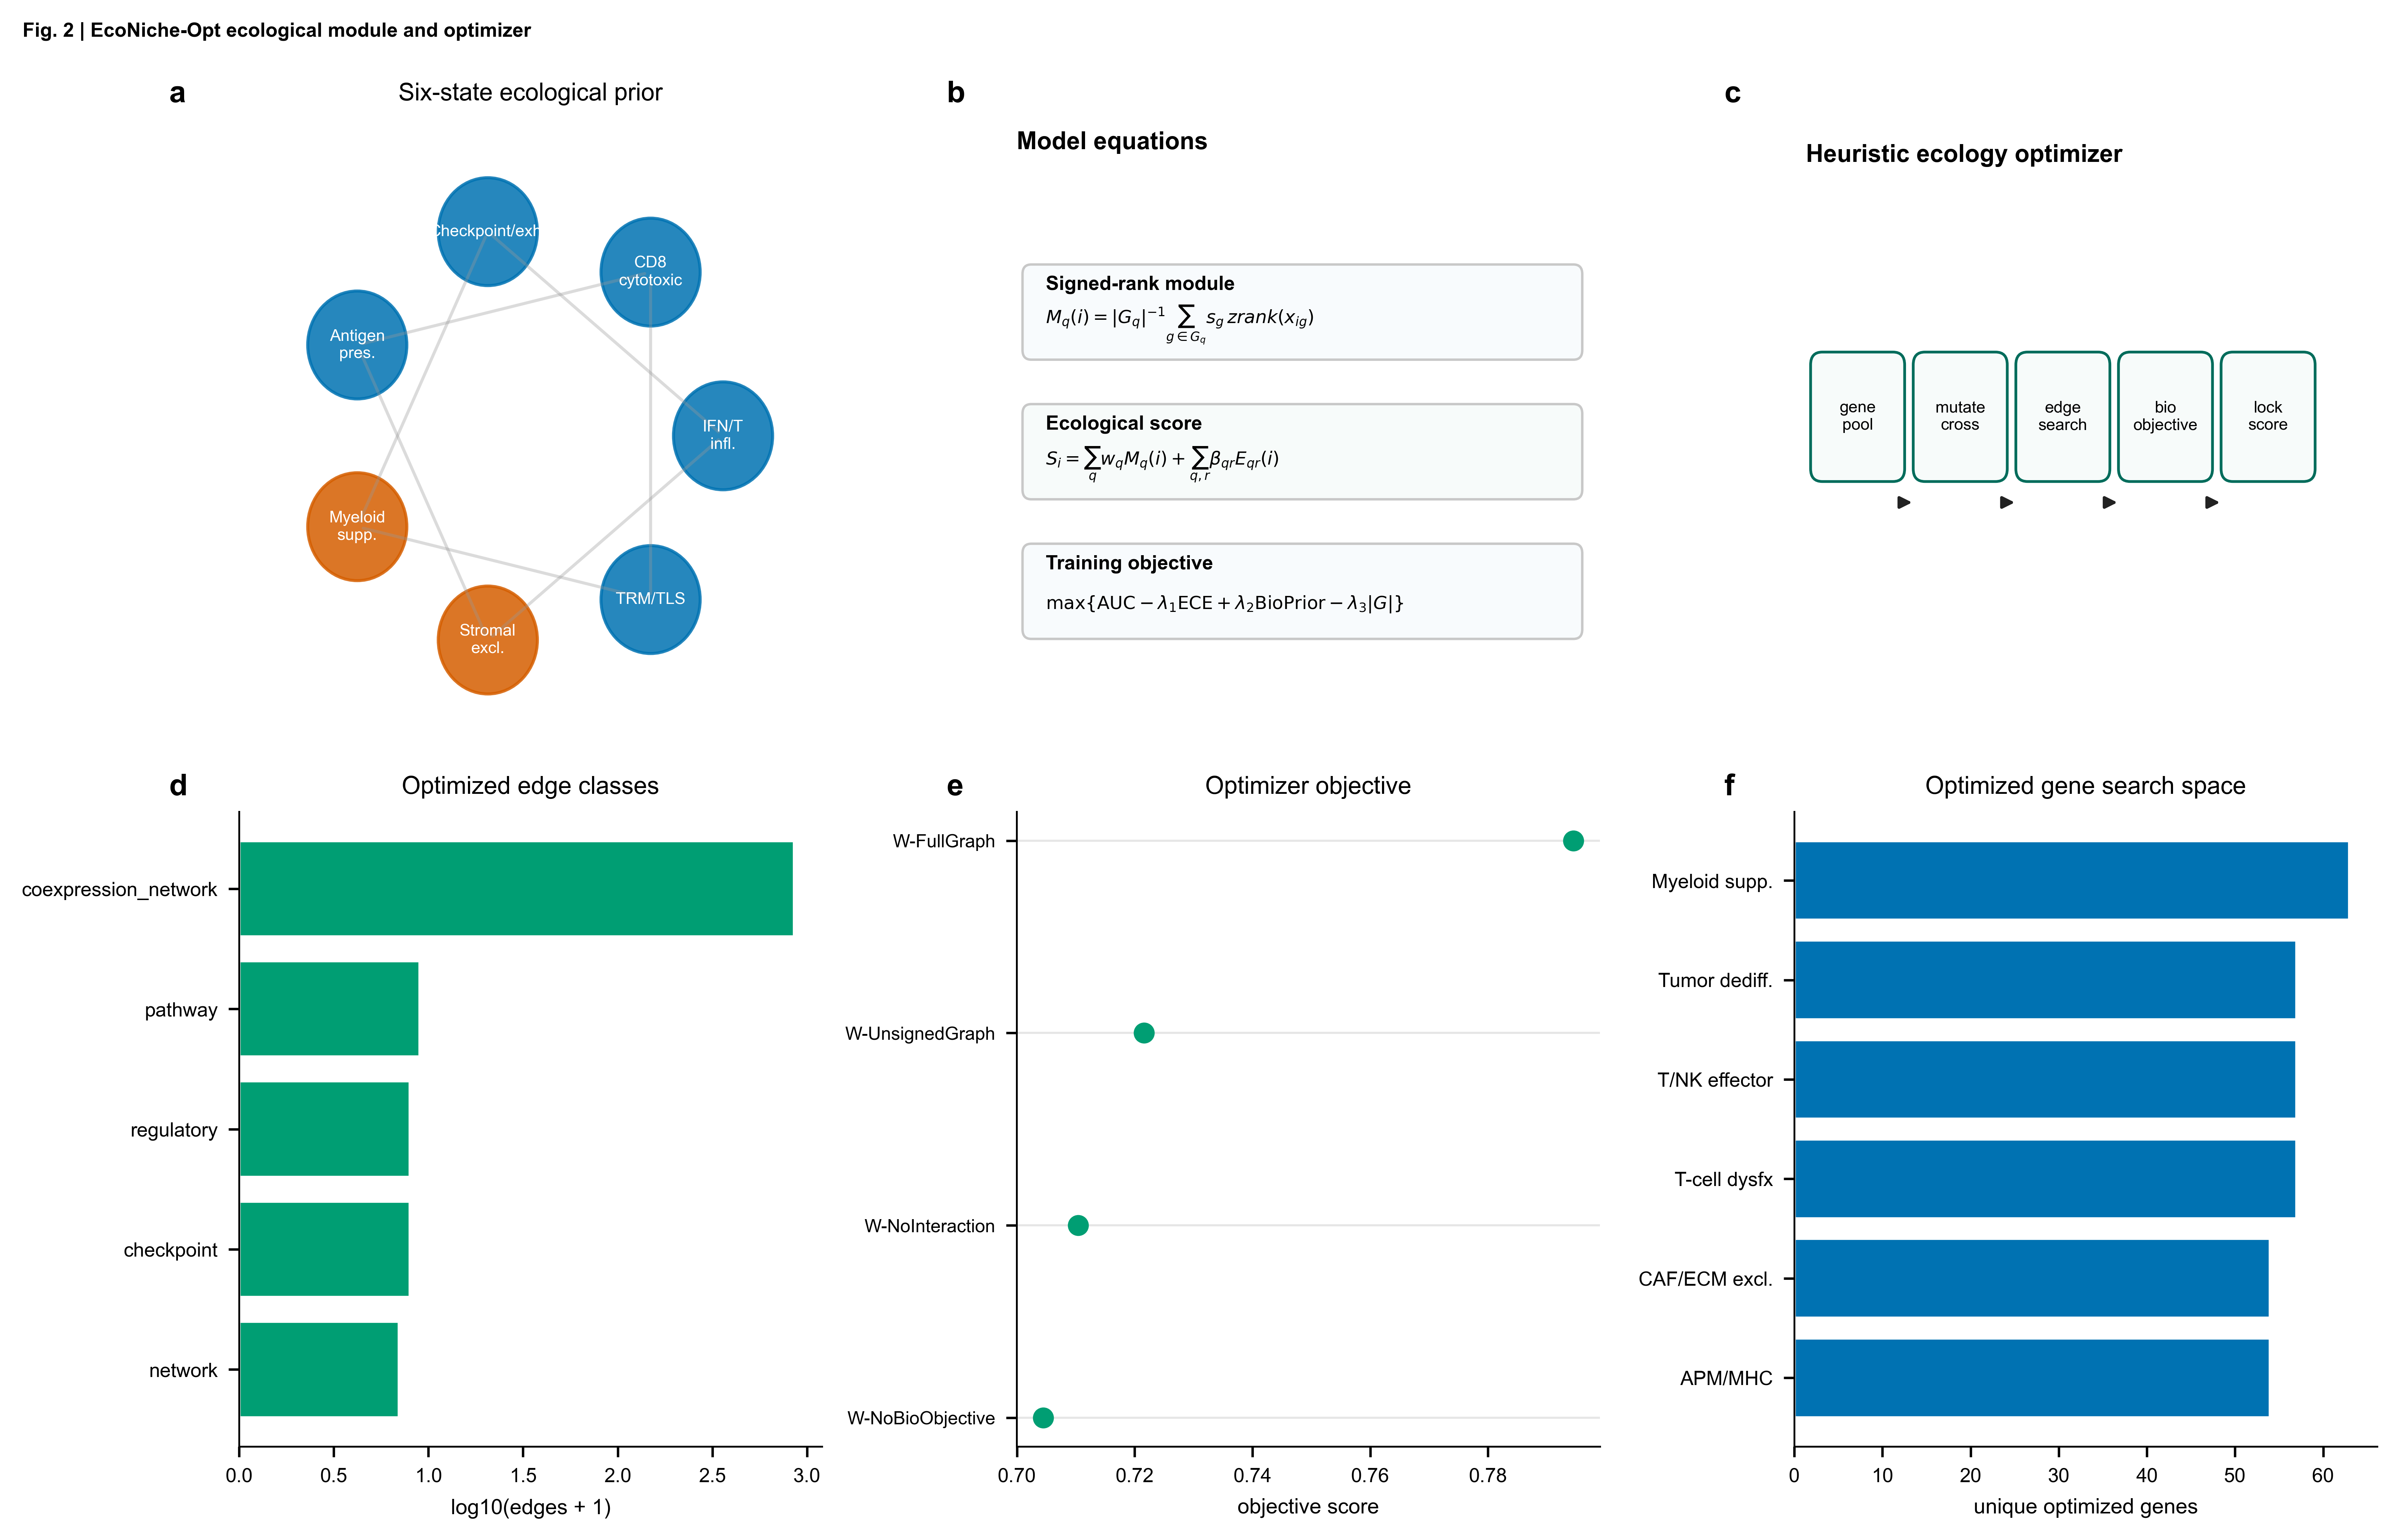 Fig. 2 | EcoNiche-Opt ecological module and optimizer
a
Six-state ecological prior
Checkpoint/exh
CD8
cytotoxic
Antigen
pres.
IFN/T
infl.
Myeloid
supp.
TRM/TLS
Stromal
excl.
b
Model equations
Signed-rank module
M_q(i) = |G_q|^{-1} ∑_{g ∈ G_q} s_g zrank(x_{ig})
Ecological score
S_i = ∑_q w_q M_q(i) + ∑_{q,r} β_{qr} E_{qr}(i)
Training objective
max{AUC − λ₁ECE + λ₂BioPrior − λ₃|G|}
c
Heuristic ecology optimizer
gene
pool
mutate
cross
edge
search
bio
objective
lock
score
d
Optimized edge classes
coexpression_network
pathway
regulatory
checkpoint
network
0.0 0.5 1.0 1.5 2.0 2.5 3.0
log10(edges + 1)
e
Optimizer objective
W-FullGraph
W-UnsignedGraph
W-NoInteraction
W-NoBioObjective
0.70 0.72 0.74 0.76 0.78
objective score
f
Optimized gene search space
Myeloid supp.
Tumor dediff.
T/NK effector
T-cell dysfx
CAF/ECM excl.
APM/MHC
0 10 20 30 40 50 60
unique optimized genes